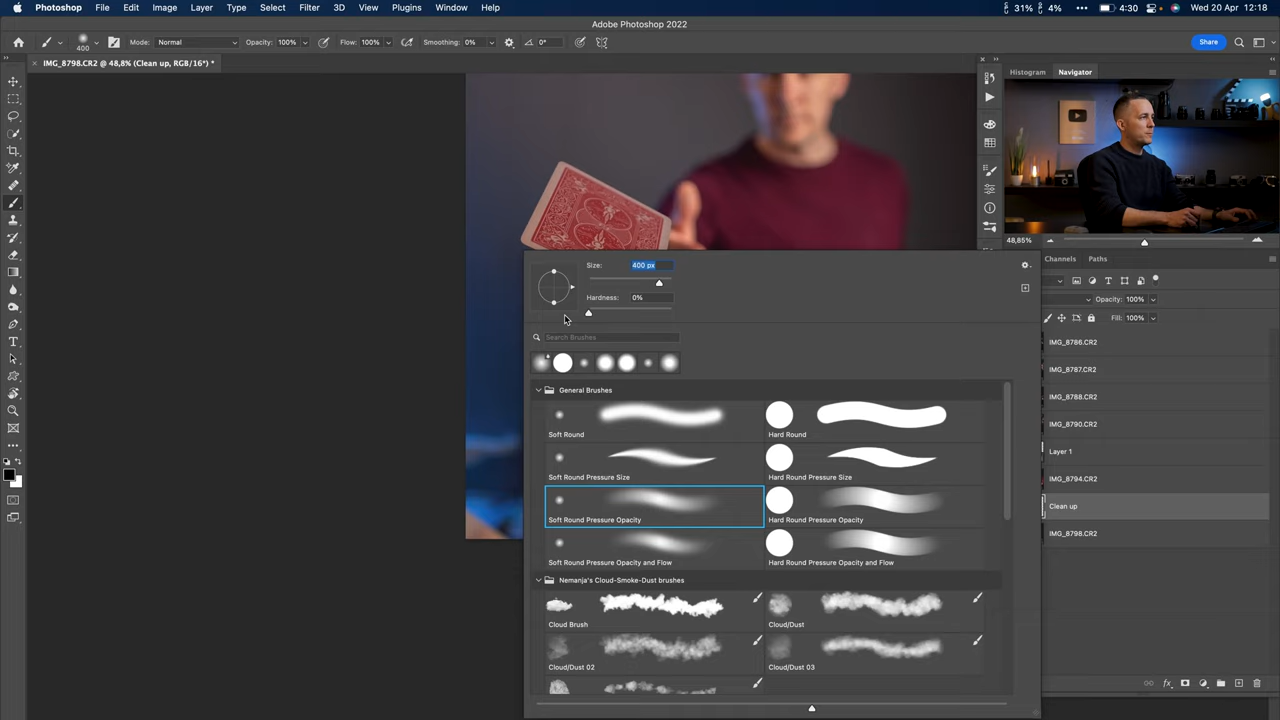 Photoshop File Edit Image Layer Type Select Filter 3D View Plugins Window Help 31% 4% 4:30 Wed 20 Apr 12:18
Adobe Photoshop 2022
400 Mode: Normal Opacity: 100% Flow: 100% Smoothing: 0% 0° Share
IMG_8798.CR2 @ 48,8% (Clean up, RGB/16*) *
Histogram Navigator
48,85%
Channels Paths
Opacity: 100%
Fill: 100%
IMG_8786.CR2
IMG_8787.CR2
IMG_8788.CR2
IMG_8790.CR2
Layer 1
IMG_8794.CR2
Clean up
IMG_8798.CR2
Size: 400 px
Hardness: 0%
Search Brushes
General Brushes
Soft Round Hard Round
Soft Round Pressure Size Hard Round Pressure Size
Soft Round Pressure Opacity Hard Round Pressure Opacity
Soft Round Pressure Opacity and Flow Hard Round Pressure Opacity and Flow
Nemanja's Cloud-Smoke-Dust brushes
Cloud Brush Cloud/Dust
Cloud/Dust 02 Cloud/Dust 03